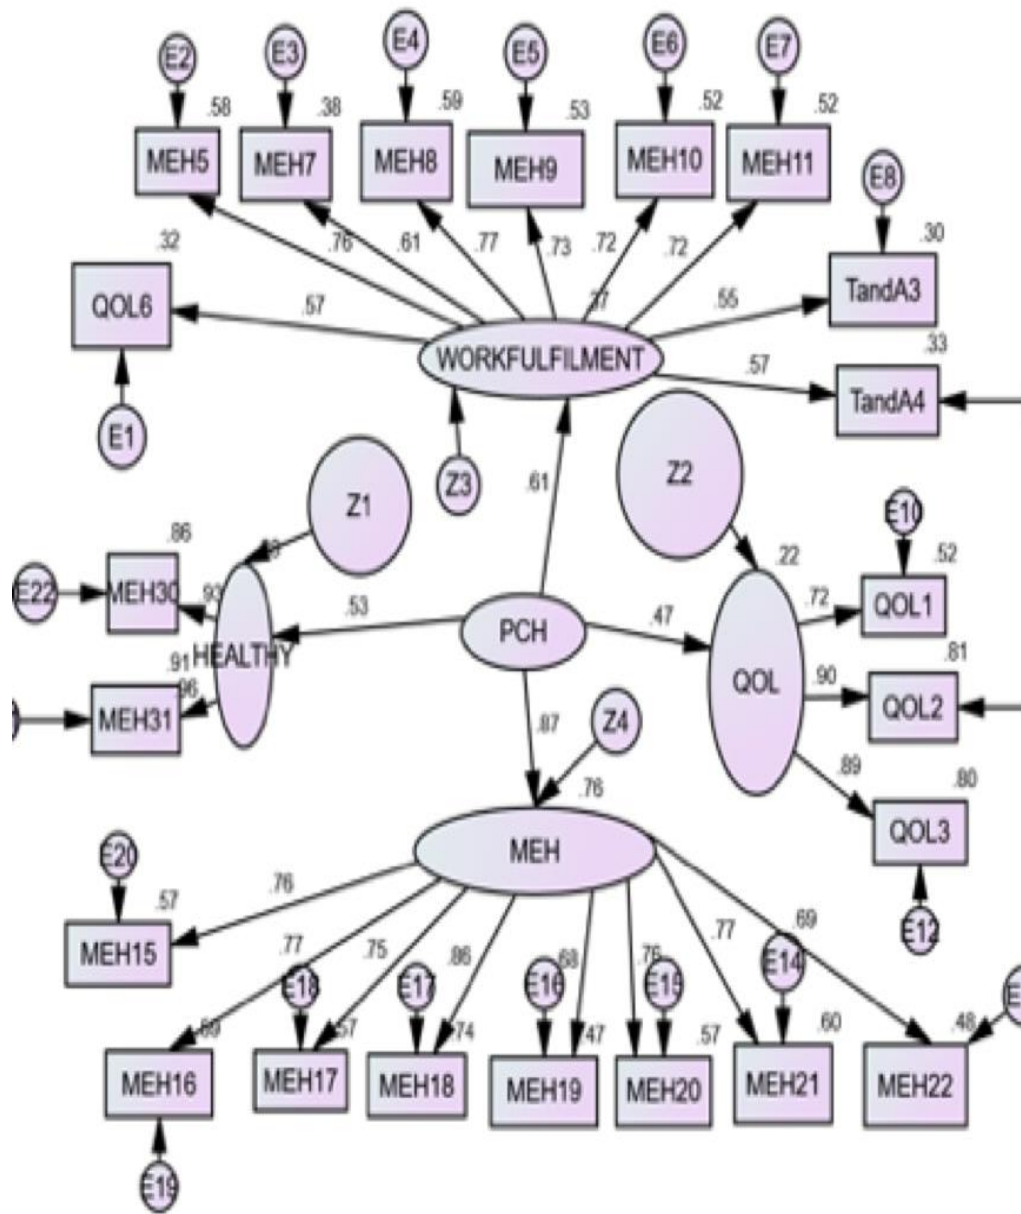 E2 E3 E4 E5 E6 E7
.58 .38 .59 .53 .52 .52
MEH5 MEH7 MEH8 MEH9 MEH10 MEH11
E8
.32 .76 .61 .77 .73 .72 .72 .30
QOL6 TandA3
.57 .37 .55
WORKFULFILMENT
.33
.57 TandA4
E1
Z1 Z3 .61 Z2
E10
.86 .22 .52
E22 MEH30 .93 .53 PCH .47 .72 QOL1
HEALTHY
.91 .96 QOL .90 .81
MEH31 QOL2
.87 Z4
.76 .89 .80
MEH QOL3
E20
.57 .76 E12
MEH15
.77 .75 .86 .68 .76 .77 .69
E18 E17 E16 E15 E14
.59 .57 .74 .47 .57 .60 .48
MEH16 MEH17 MEH18 MEH19 MEH20 MEH21 MEH22
E19